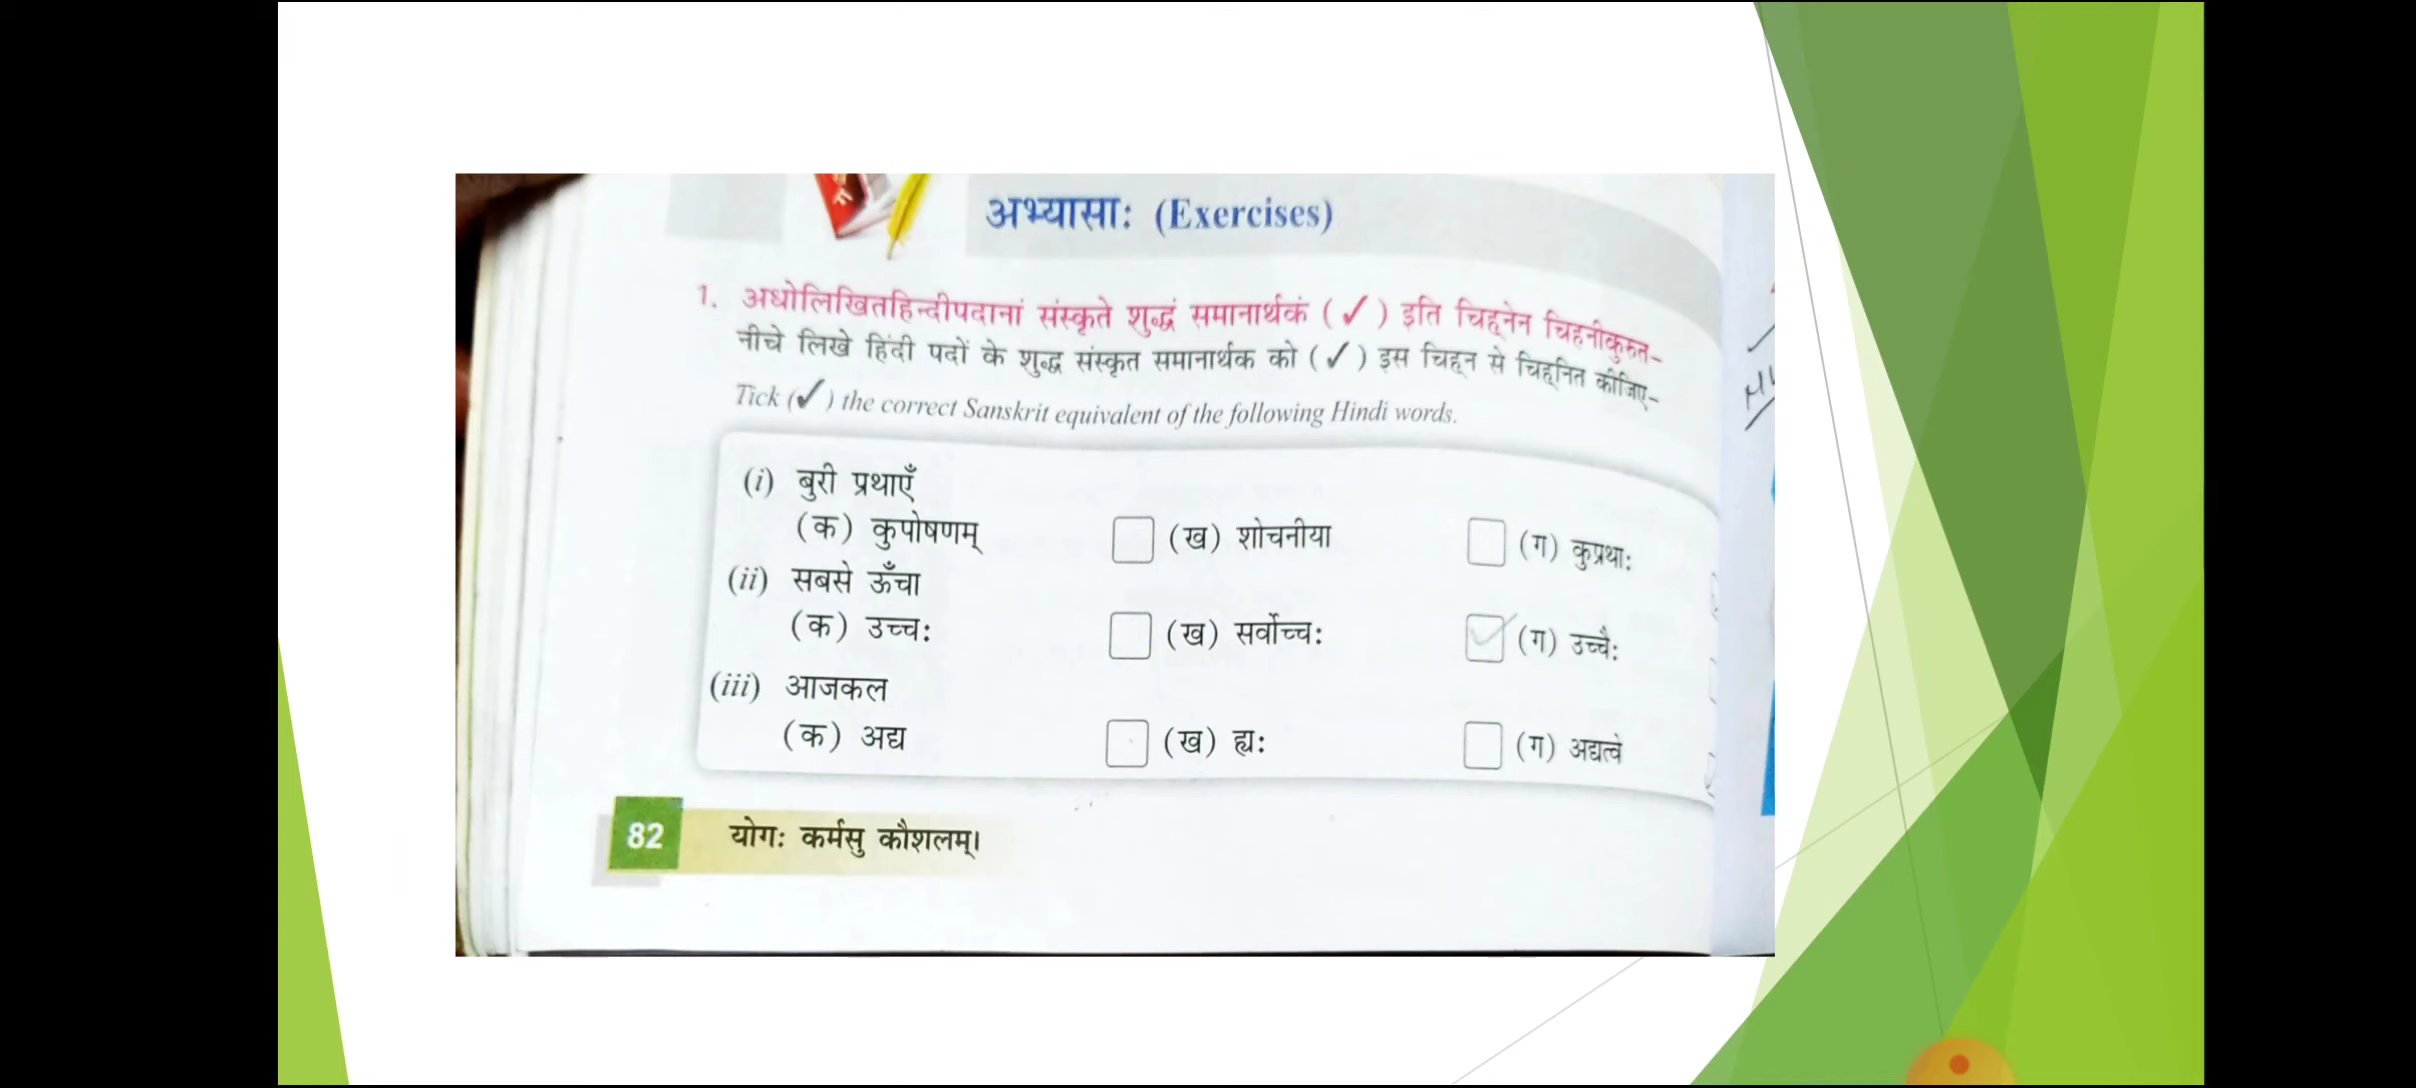 अभ्यासाः (Exercises)
1. अधोलिखितहिन्दीपदानां संस्कृते शुद्धं समानार्थकं (✓) इति चिह्नेन चिह्नीकुरुत–
नीचे लिखे हिंदी पदों के शुद्ध संस्कृत समानार्थक को (✓) इस चिह्न से चिह्नित कीजिए–
Tick (✓) the correct Sanskrit equivalent of the following Hindi words.
(i) बुरी प्रथाएँ
(क) कुपोषणम् (ख) शोचनीया (ग) कुप्रथाः
(ii) सबसे ऊँचा
(क) उच्चः (ख) सर्वोच्चः ✓ (ग) उच्चैः
(iii) आजकल
(क) अद्य (ख) ह्यः (ग) अद्यत्वे
82 योगः कर्मसु कौशलम्।